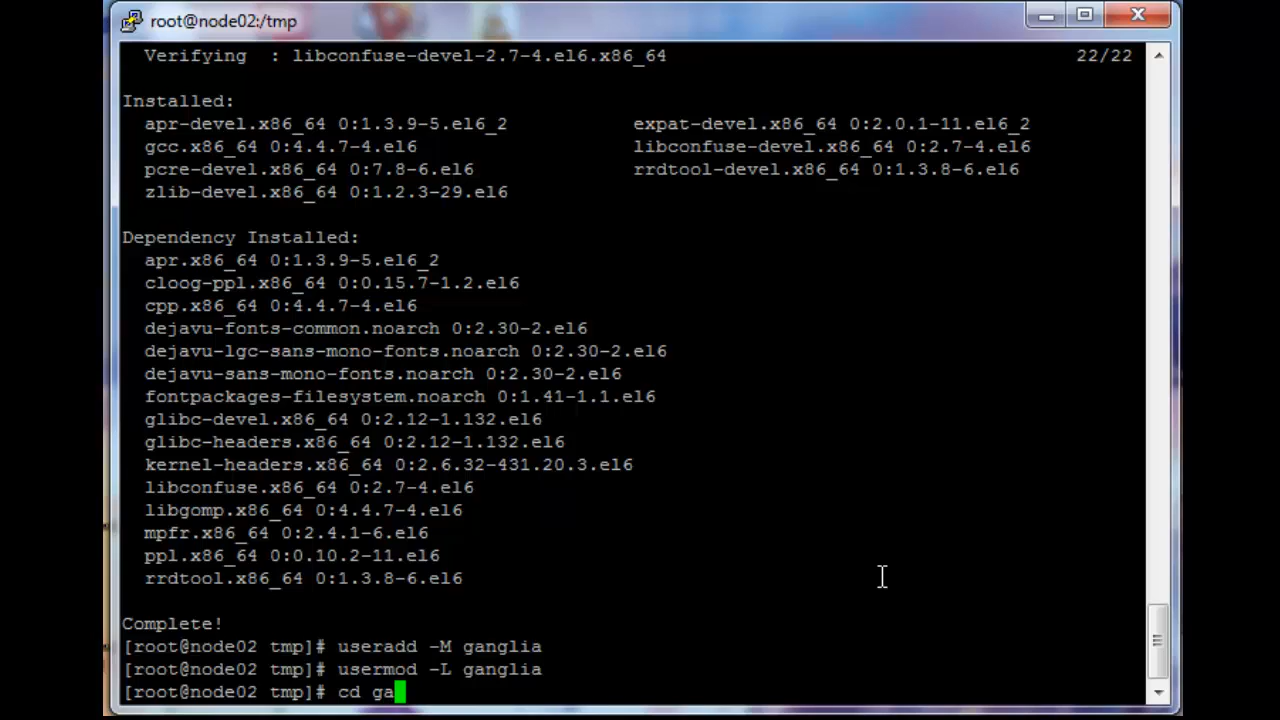 root@node02:/tmp
Verifying  : libconfuse-devel-2.7-4.el6.x86_64 22/22
Installed:
apr-devel.x86_64 0:1.3.9-5.el6_2 expat-devel.x86_64 0:2.0.1-11.el6_2
gcc.x86_64 0:4.4.7-4.el6 libconfuse-devel.x86_64 0:2.7-4.el6
pcre-devel.x86_64 0:7.8-6.el6 rrdtool-devel.x86_64 0:1.3.8-6.el6
zlib-devel.x86_64 0:1.2.3-29.el6
Dependency Installed:
apr.x86_64 0:1.3.9-5.el6_2
cloog-ppl.x86_64 0:0.15.7-1.2.el6
cpp.x86_64 0:4.4.7-4.el6
dejavu-fonts-common.noarch 0:2.30-2.el6
dejavu-lgc-sans-mono-fonts.noarch 0:2.30-2.el6
dejavu-sans-mono-fonts.noarch 0:2.30-2.el6
fontpackages-filesystem.noarch 0:1.41-1.1.el6
glibc-devel.x86_64 0:2.12-1.132.el6
glibc-headers.x86_64 0:2.12-1.132.el6
kernel-headers.x86_64 0:2.6.32-431.20.3.el6
libconfuse.x86_64 0:2.7-4.el6
libgomp.x86_64 0:4.4.7-4.el6
mpfr.x86_64 0:2.4.1-6.el6
ppl.x86_64 0:0.10.2-11.el6
rrdtool.x86_64 0:1.3.8-6.el6
Complete!
[root@node02 tmp]# useradd -M ganglia
[root@node02 tmp]# usermod -L ganglia
[root@node02 tmp]# cd ga